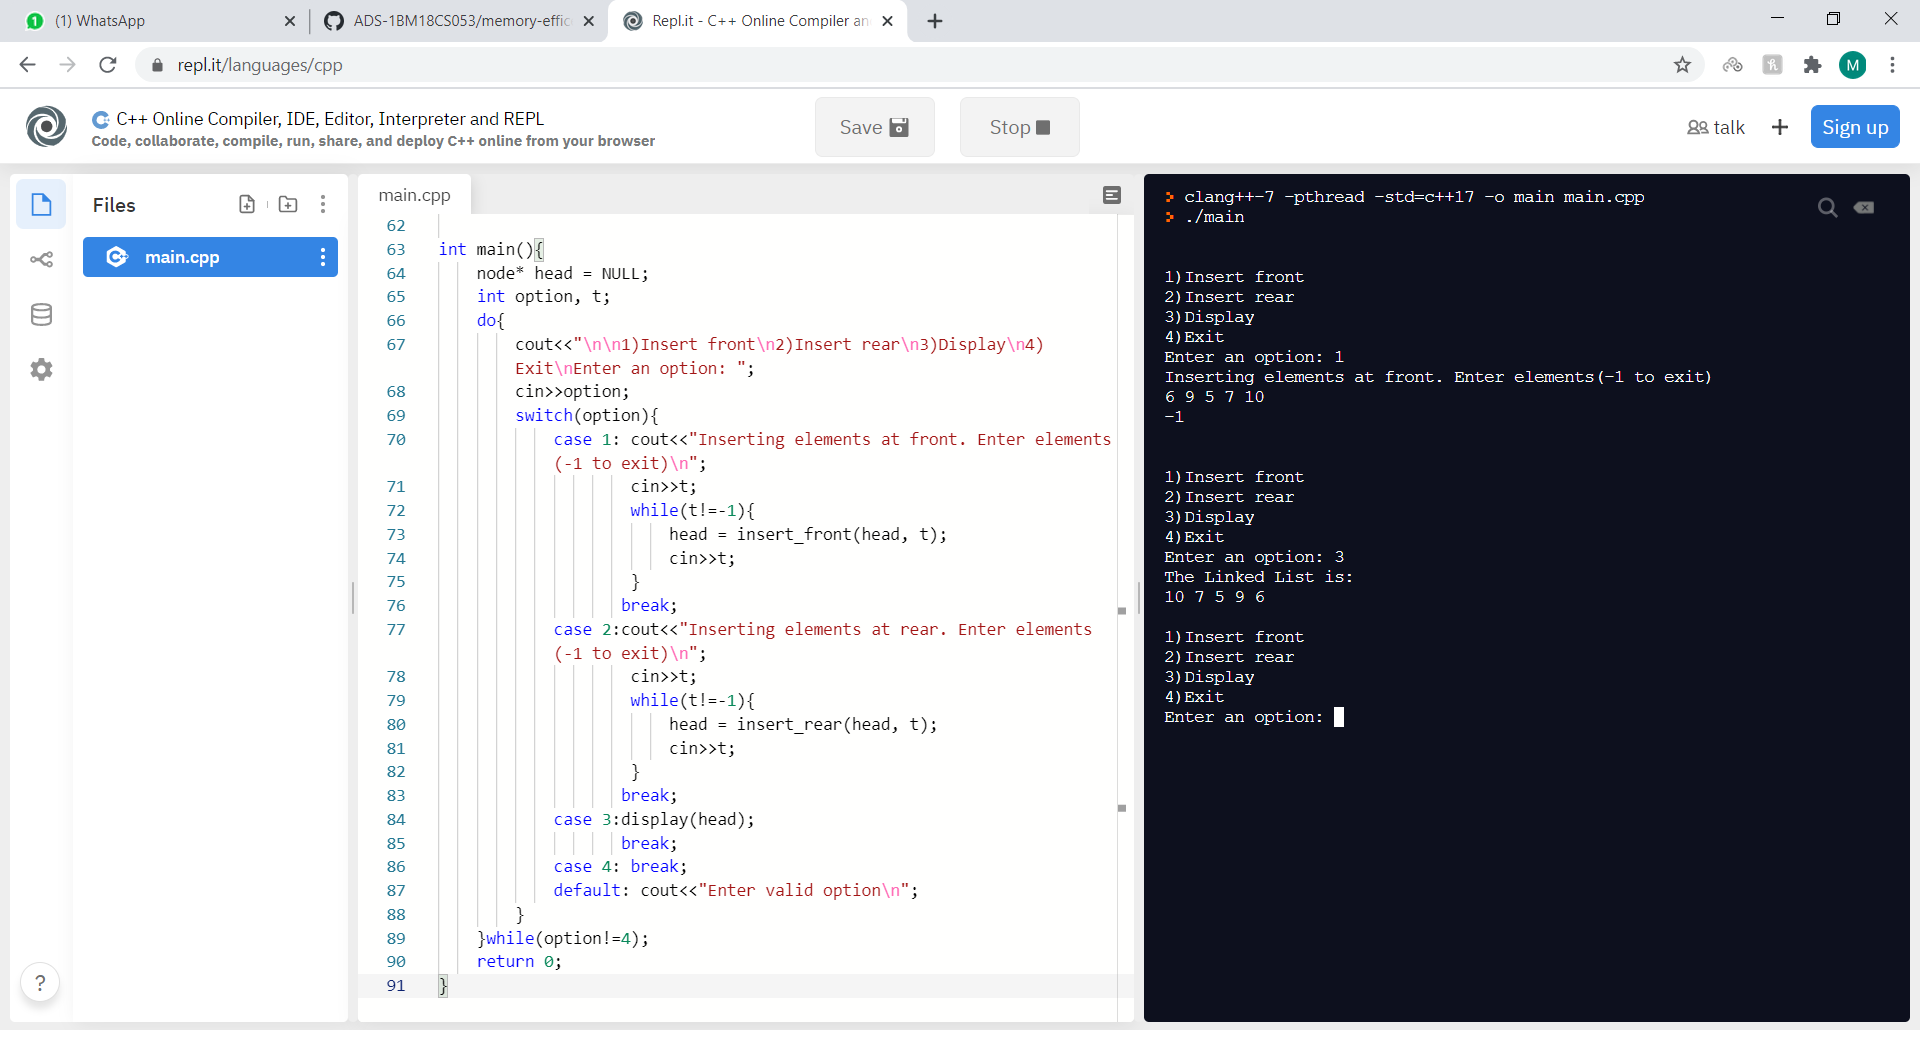 (1) WhatsApp
ADS-1BM18CS053/memory-effic
Repl.it - C++ Online Compiler an
repl.it/languages/cpp
M
C++ Online Compiler, IDE, Editor, Interpreter and REPL
Code, collaborate, compile, run, share, and deploy C++ online from your browser
Save
Stop
talk
Sign up
Files
main.cpp
main.cpp
62
63 int main(){
64 node* head = NULL;
65 int option, t;
66 do{
67 cout<<"\n\n1)Insert front\n2)Insert rear\n3)Display\n4)
Exit\nEnter an option: ";
68 cin>>option;
69 switch(option){
70 case 1: cout<<"Inserting elements at front. Enter elements
(-1 to exit)\n";
71 cin>>t;
72 while(t!=-1){
73 head = insert_front(head, t);
74 cin>>t;
75 }
76 break;
77 case 2:cout<<"Inserting elements at rear. Enter elements
(-1 to exit)\n";
78 cin>>t;
79 while(t!=-1){
80 head = insert_rear(head, t);
81 cin>>t;
82 }
83 break;
84 case 3:display(head);
85 break;
86 case 4: break;
87 default: cout<<"Enter valid option\n";
88 }
89 }while(option!=4);
90 return 0;
91 }
> clang++-7 -pthread -std=c++17 -o main main.cpp
> ./main
1)Insert front
2)Insert rear
3)Display
4)Exit
Enter an option: 1
Inserting elements at front. Enter elements(-1 to exit)
6 9 5 7 10
-1
1)Insert front
2)Insert rear
3)Display
4)Exit
Enter an option: 3
The Linked List is:
10 7 5 9 6
1)Insert front
2)Insert rear
3)Display
4)Exit
Enter an option:
?